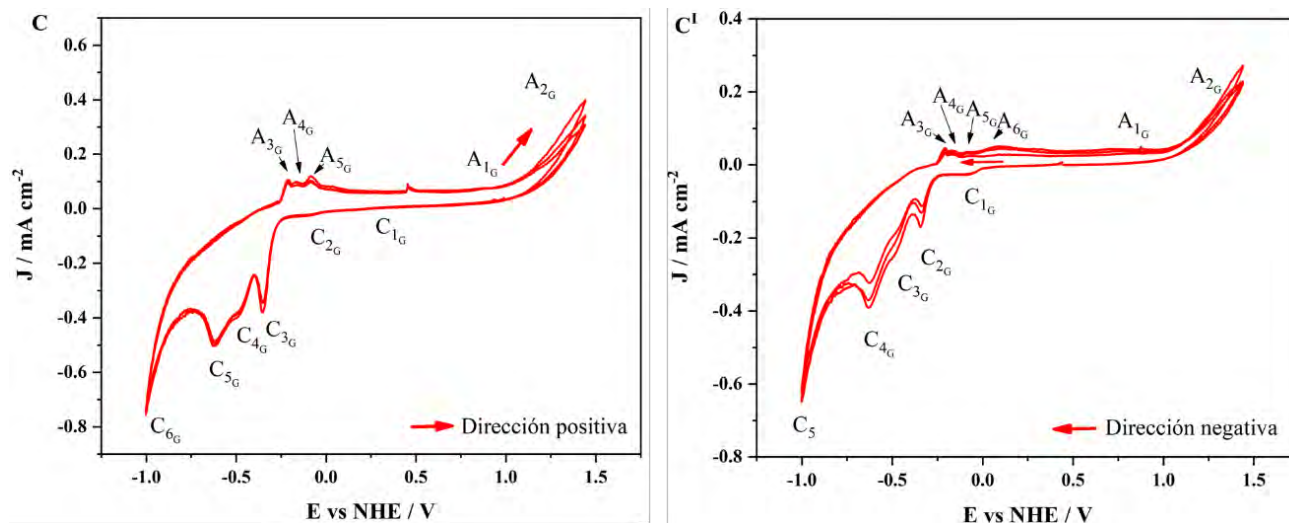 C
J / mA cm⁻²
0.6
0.4
0.2
0.0
-0.2
-0.4
-0.6
-0.8
A2G
A4G
A3G
A5G
A1G
C2G
C1G
C4G
C3G
C5G
C6G
Dirección positiva
-1.0 -0.5 0.0 0.5 1.0 1.5
E vs NHE / V
Cᴵ
J / mA cm⁻²
0.4
0.2
0.0
-0.2
-0.4
-0.6
-0.8
A2G
A4G
A3G
A5G
A6G
A1G
C1G
C2G
C3G
C4G
C5
Dirección negativa
-1.0 -0.5 0.0 0.5 1.0 1.5
E vs NHE / V